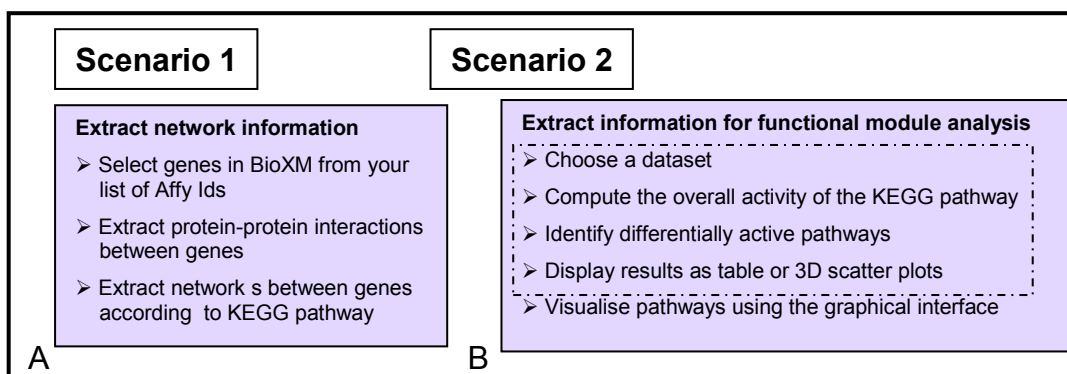 Scenario 1
Extract network information
➢ Select genes in BioXM from your
list of Affy Ids
➢ Extract protein-protein interactions
between genes
➢ Extract network s between genes
according to KEGG pathway
A
Scenario 2
Extract information for functional module analysis
➢ Choose a dataset
➢ Compute the overall activity of the KEGG pathway
➢ Identify differentially active pathways
➢ Display results as table or 3D scatter plots
➢ Visualise pathways using the graphical interface
B